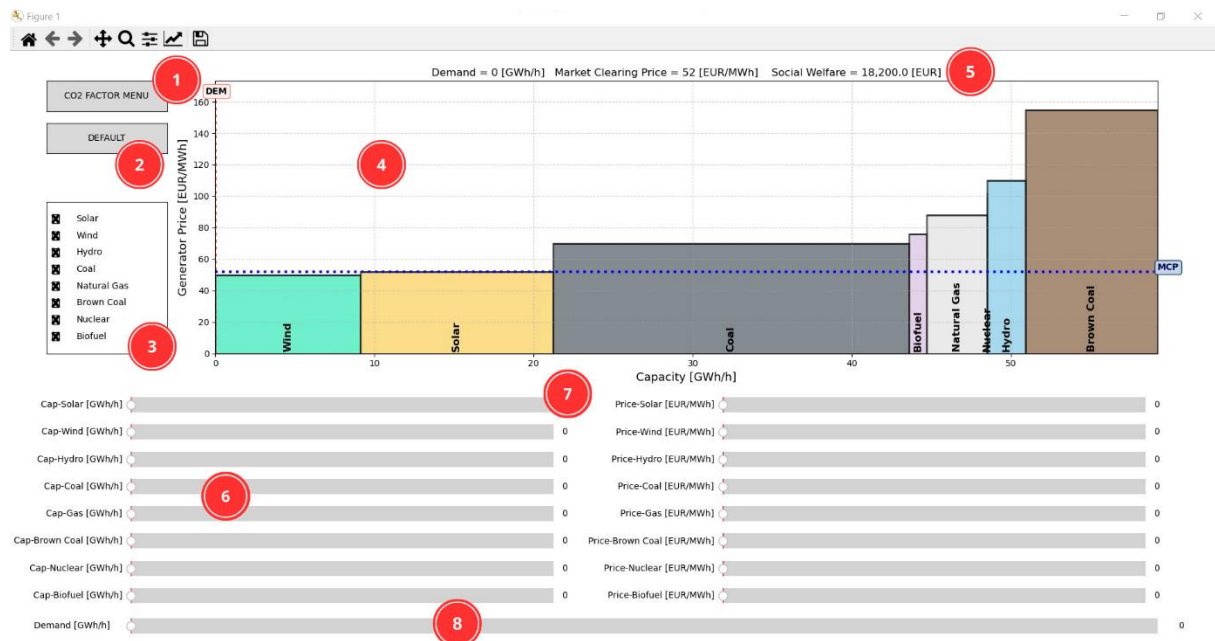 Figure 1
1
5
Demand = 0 [GWh/h] Market Clearing Price = 52 [EUR/MWh] Social Welfare = 18,200.0 [EUR]
CO2 FACTOR MENU
DEM
DEFAULT
2
4
Solar
Wind
Hydro
Coal
Natural Gas
Brown Coal
Nuclear
Biofuel
3
Generator Price [EUR/MWh]
160
140
120
100
80
60
40
20
0
MCP
Wind
Solar
Coal
Biofuel
Natural Gas
Nuclear
Hydro
Brown Coal
0 10 20 30 40 50
Capacity [GWh/h]
7
Cap-Solar [GWh/h] Price-Solar [EUR/MWh] 0
Cap-Wind [GWh/h] 0 Price-Wind [EUR/MWh] 0
Cap-Hydro [GWh/h] 0 Price-Hydro [EUR/MWh] 0
Cap-Coal [GWh/h] 0 Price-Coal [EUR/MWh] 0
6
Cap-Gas [GWh/h] 0 Price-Gas [EUR/MWh] 0
Cap-Brown Coal [GWh/h] 0 Price-Brown Coal [EUR/MWh] 0
Cap-Nuclear [GWh/h] 0 Price-Nuclear [EUR/MWh] 0
Cap-Biofuel [GWh/h] 0 Price-Biofuel [EUR/MWh] 0
Demand [GWh/h] 8 0